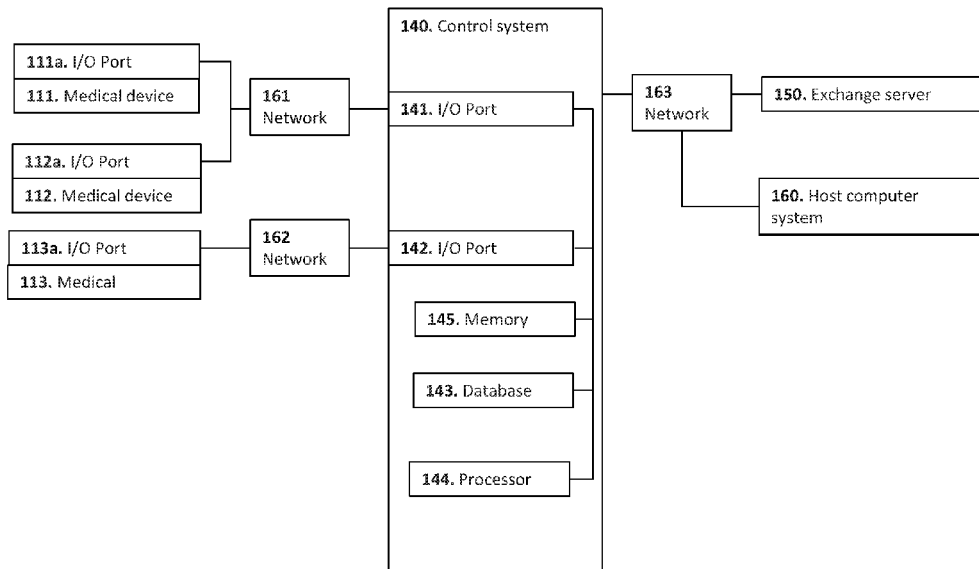 140. Control system
111a. I/O Port
111. Medical device
161
Network
141. I/O Port
163
Network
150. Exchange server
112a. I/O Port
112. Medical device
160. Host computer
system
113a. I/O Port
113. Medical
162
Network
142. I/O Port
145. Memory
143. Database
144. Processor